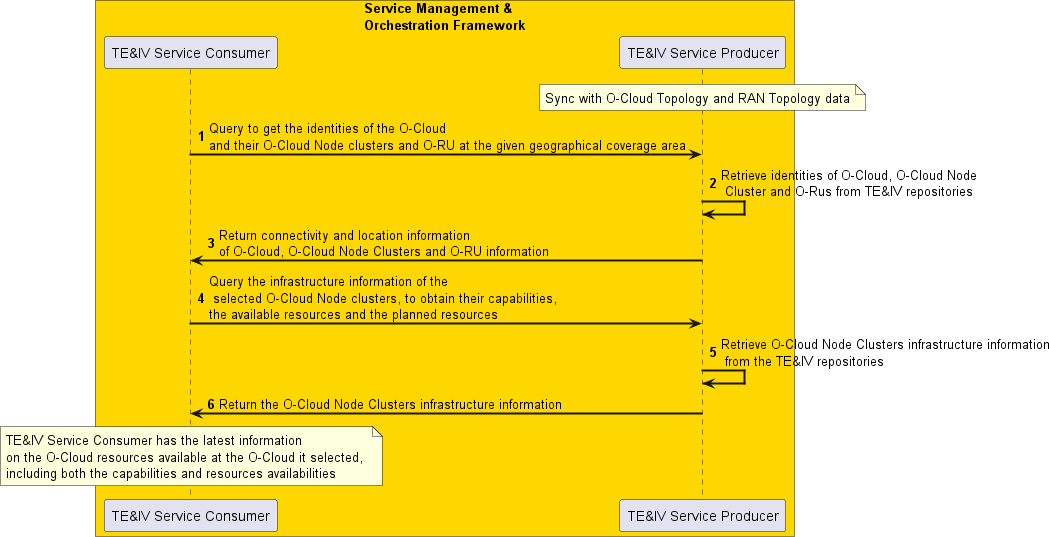 Service Management &
Orchestration Framework
TE&IV Service Consumer
TE&IV Service Producer
Sync with O-Cloud Topology and RAN Topology data
1 Query to get the identities of the O-Cloud
and their O-Cloud Node clusters and O-RU at the given geographical coverage area
2 Retrieve identities of O-Cloud, O-Cloud Node
Cluster and O-Rus from TE&IV repositories
3 Return connectivity and location information
of O-Cloud, O-Cloud Node Clusters and O-RU information
4 Query the infrastructure information of the
selected O-Cloud Node clusters, to obtain their capabilities,
the available resources and the planned resources
5 Retrieve O-Cloud Node Clusters infrastructure information
from the TE&IV repositories
6 Return the O-Cloud Node Clusters infrastructure information
TE&IV Service Consumer has the latest information
on the O-Cloud resources available at the O-Cloud it selected,
including both the capabilities and resources availabilities
TE&IV Service Consumer
TE&IV Service Producer